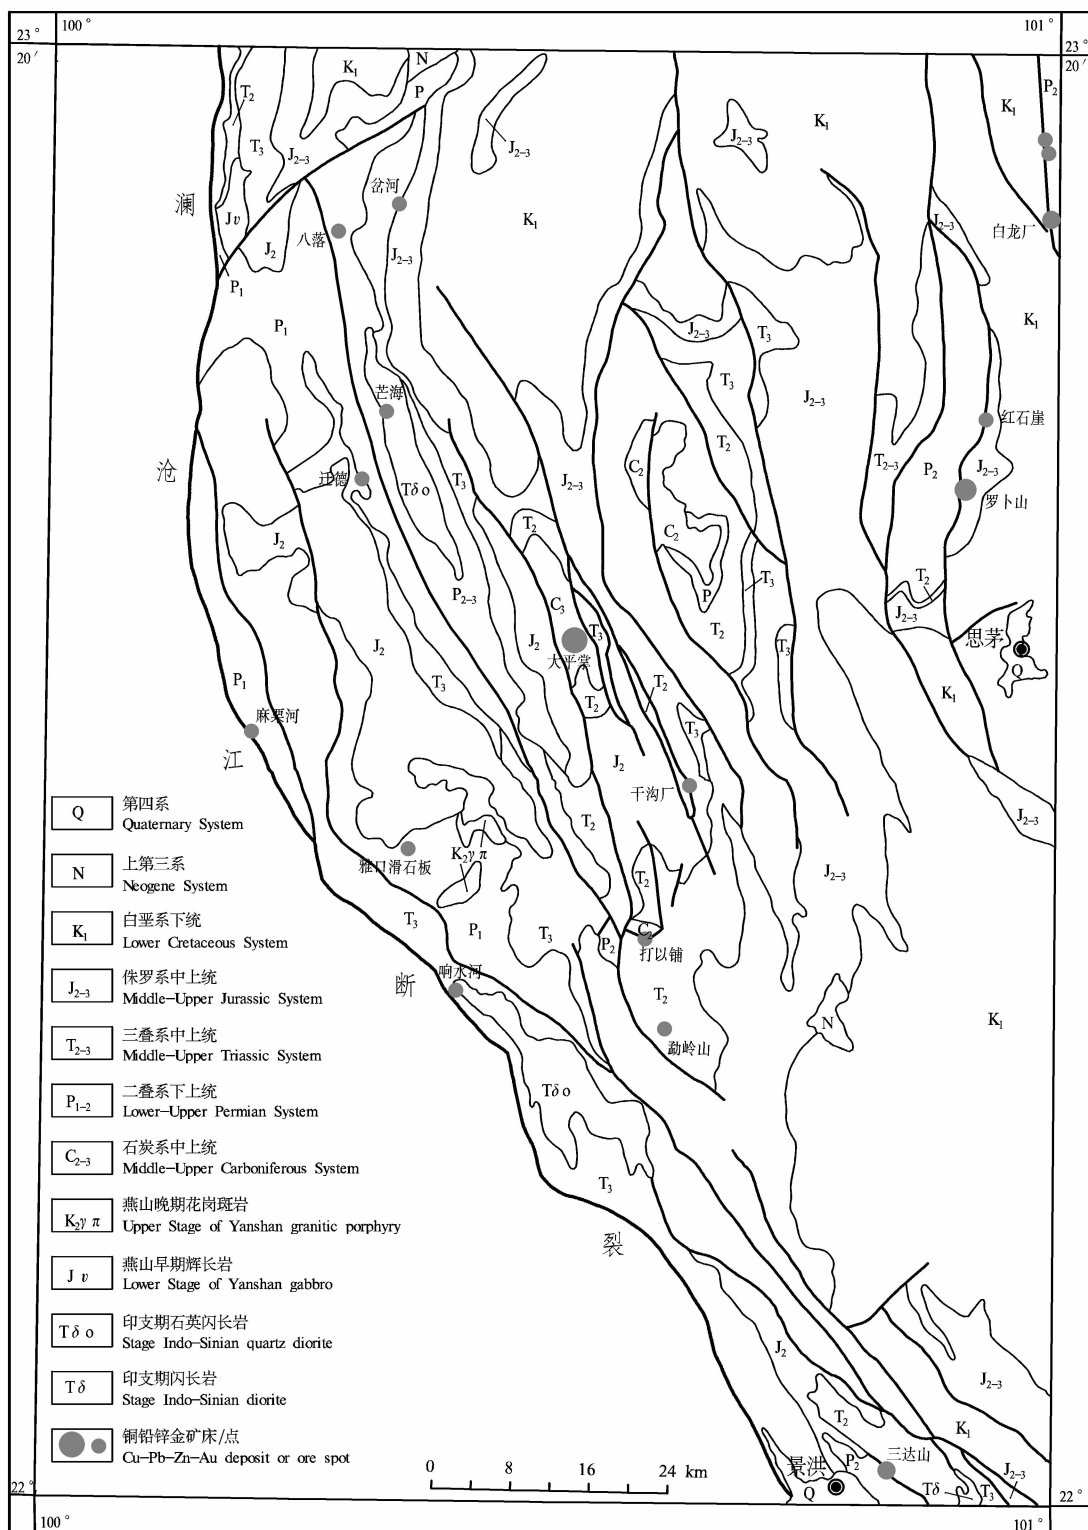 100°
101°
23°
20′
23°
20′
K₁
N
P
T₂
T₃
J₂₋₃
J₂₋₃
J₂₋₃
K₁
K₁
P₂
澜
Jν
岔河
八落
J₂
J₂₋₃
K₁
J₂₋₃
白龙厂
P₁
P₁
K₁
J₂₋₃
T₃
T₃
芒海
J₂₋₃
红石崖
沧
迁德
Tδo
T₃
J₂₋₃
C₂
T₂
T₂₋₃
P₂
J₂₋₃
罗卜山
J₂
T₂
C₂
P₂₋₃
C₃
P
T₃
T₂
J₂₋₃
J₂
J₂
T₃
大平掌
T₂
T₃
思茅
Q
P₁
T₃
T₂
T₂
K₁
麻栗河
T₃
江
J₂
干沟厂
J₂₋₃
T₂
K₂γπ
雅口滑石板
T₂
J₂₋₃
T₃
P₁
T₃
P₂
C₂
打以铺
断
响水河
T₂
N
K₁
勐岭山
Tδo
T₃
裂
J₂
J₂₋₃
T₂
K₁
P₂
三达山
景洪
Q
Tδ
T₃
J₂₋₃
Q
第四系
Quaternary System
N
上第三系
Neogene System
K₁
白垩系下统
Lower Cretaceous System
J₂₋₃
侏罗系中上统
Middle-Upper Jurassic System
T₂₋₃
三叠系中上统
Middle-Upper Triassic System
P₁₋₂
二叠系下上统
Lower-Upper Permian System
C₂₋₃
石炭系中上统
Middle-Upper Carboniferous System
K₂γπ
燕山晚期花岗斑岩
Upper Stage of Yanshan granitic porphyry
Jν
燕山早期辉长岩
Lower Stage of Yanshan gabbro
Tδo
印支期石英闪长岩
Stage Indo-Sinian quartz diorite
Tδ
印支期闪长岩
Stage Indo-Sinian diorite
铜铅锌金矿床/点
Cu-Pb-Zn-Au deposit or ore spot
0 8 16 24 km
22°
22°
100°
101°